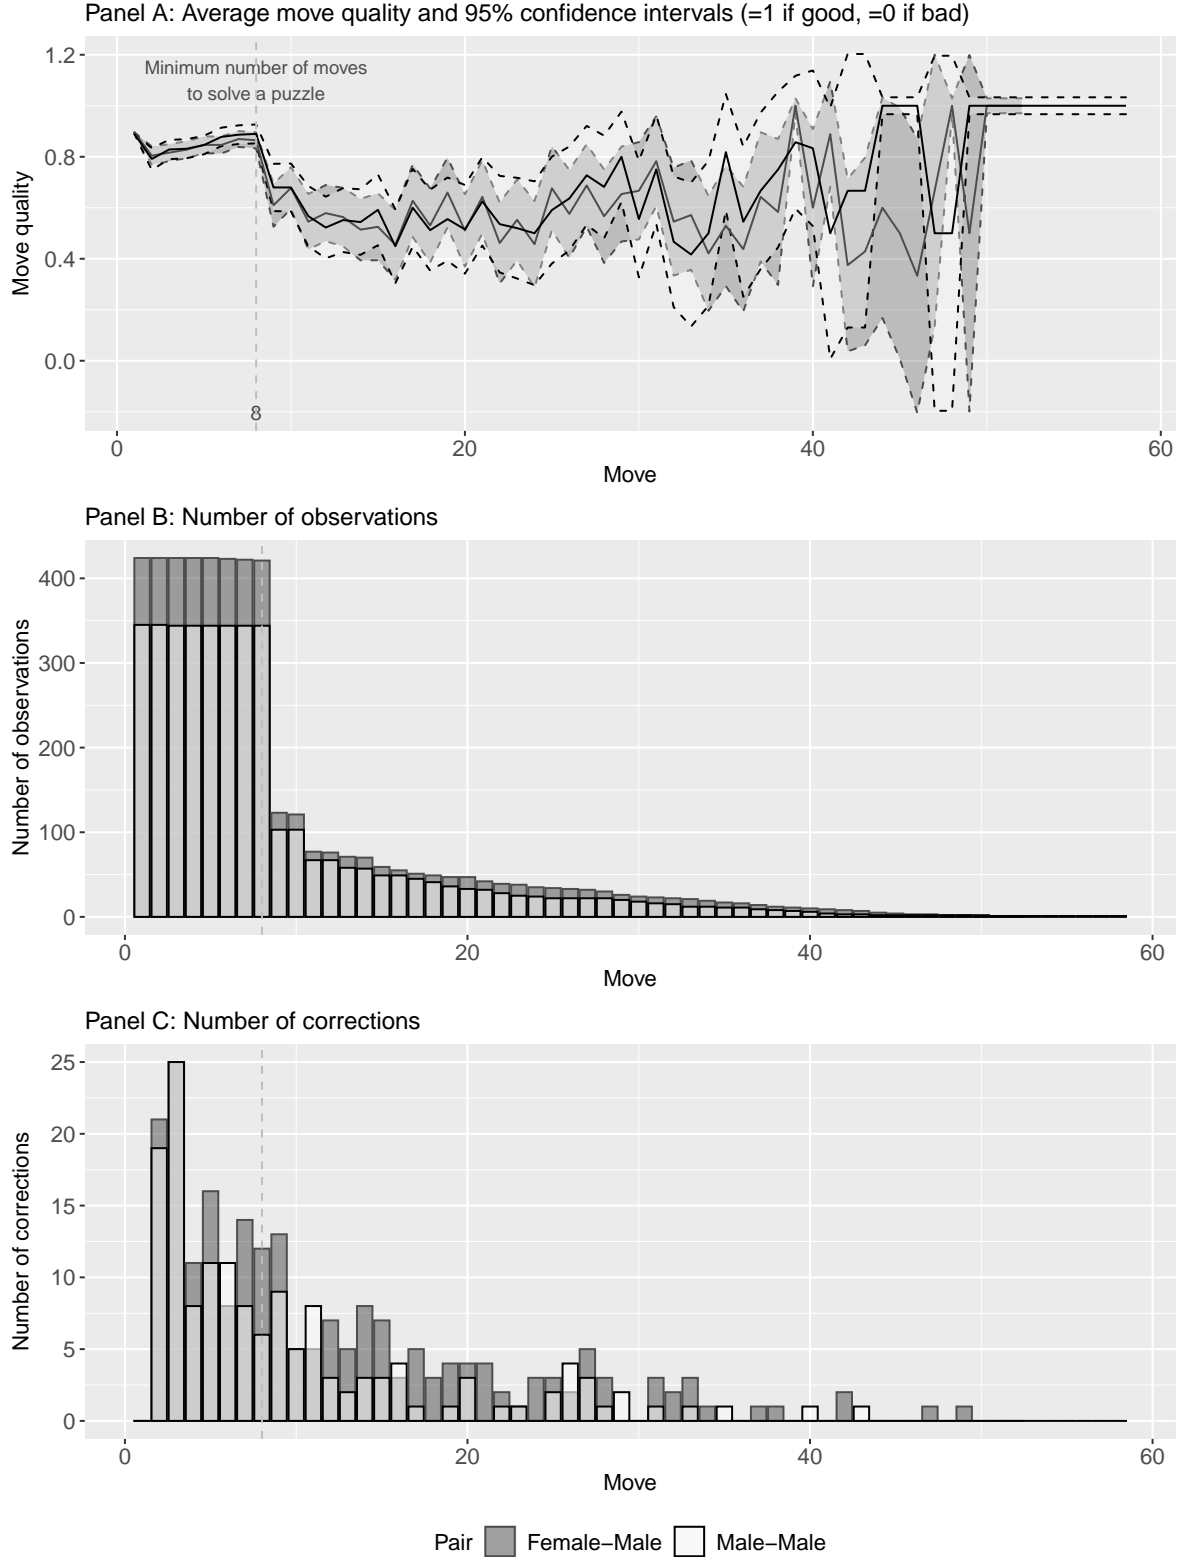 Panel A: Average move quality and 95% confidence intervals (=1 if good, =0 if bad)
1.2
Minimum number of moves
to solve a puzzle
0.8
Move quality
0.4
0.0
8
0 20 40 60
Move
Panel B: Number of observations
400
300
Number of observations
200
100
0
0 20 40 60
Move
Panel C: Number of corrections
25
20
15
Number of corrections
10
5
0
0 20 40 60
Move
Pair Female−Male Male−Male